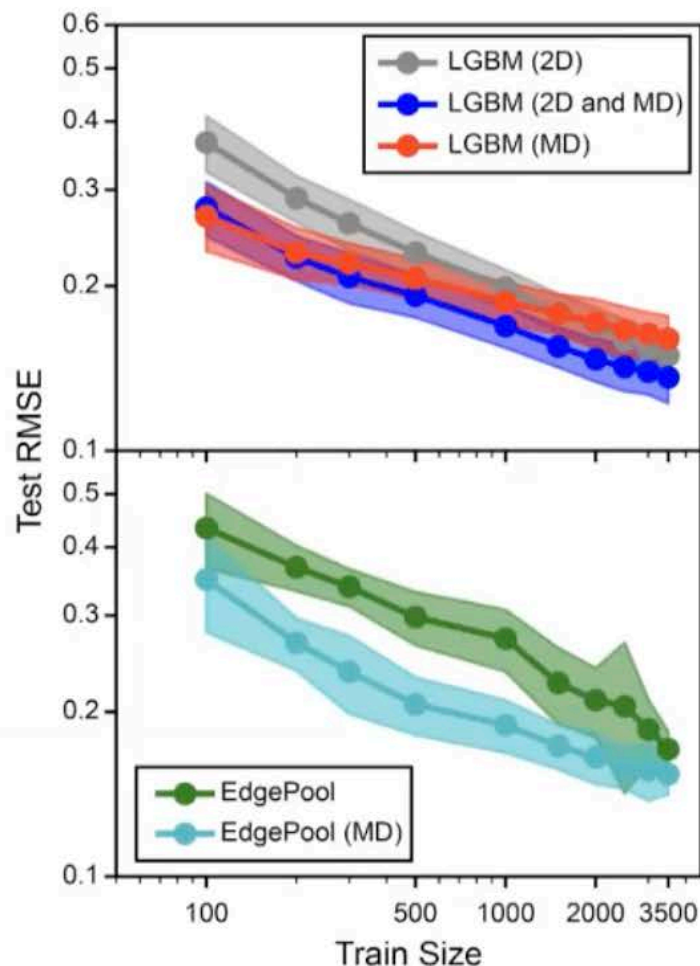 0.6
0.5
0.4
0.3
0.2
0.1
LGBM (2D)
LGBM (2D and MD)
LGBM (MD)
Test RMSE
0.5
0.4
0.3
0.2
0.1
EdgePool
EdgePool (MD)
100
500
1000
2000
3500
Train Size